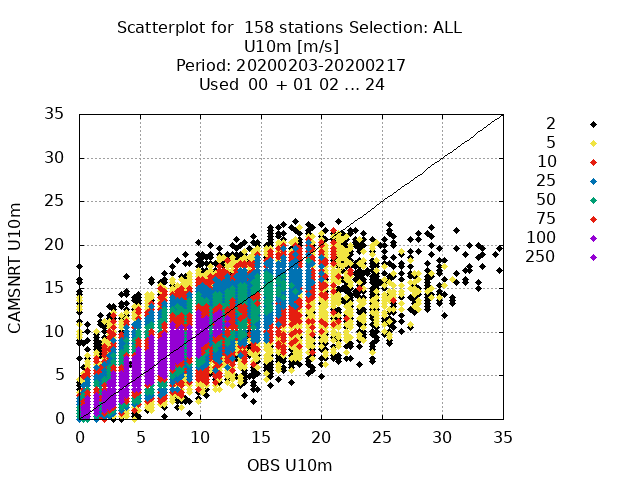 Scatterplot for  158 stations Selection: ALL
U10m [m/s]
Period: 20200203-20200217
Used  00 + 01 02 ... 24
35
30
25
20
15
10
5
0
CAMSNRT U10m
0 5 10 15 20 25 30 35
OBS U10m
2
5
10
25
50
75
100
250